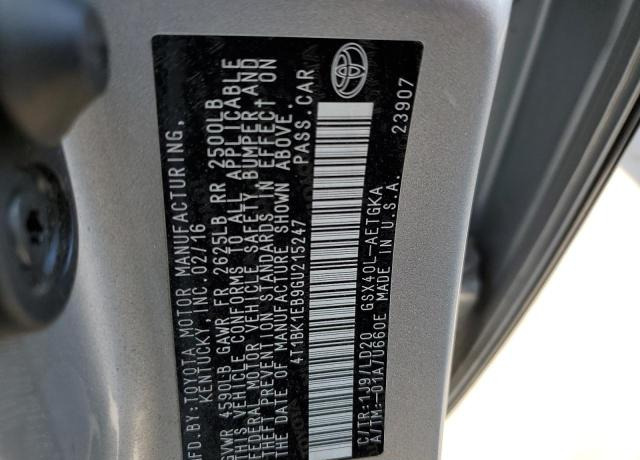 MFD.BY:TOYOTA MOTOR MANUFACTURING,
KENTUCKY, INC. 02/16
GVWR 4590LB GAWR FR 2625LB RR 2500LB
THIS VEHICLE CONFORMS TO ALL APPLICABLE
FEDERAL MOTOR VEHICLE SAFETY, BUMPER AND
THEFT PREVENTION STANDARDS IN EFFECT ON
THE DATE OF MANUFACTURE SHOWN ABOVE.
4T1BK1EB9GU215247 PASS.CAR
C/TR:1J9/LD20 GSX40L-AETGKA
A/TM:-01A/U660E MADE IN U.S.A.
23907